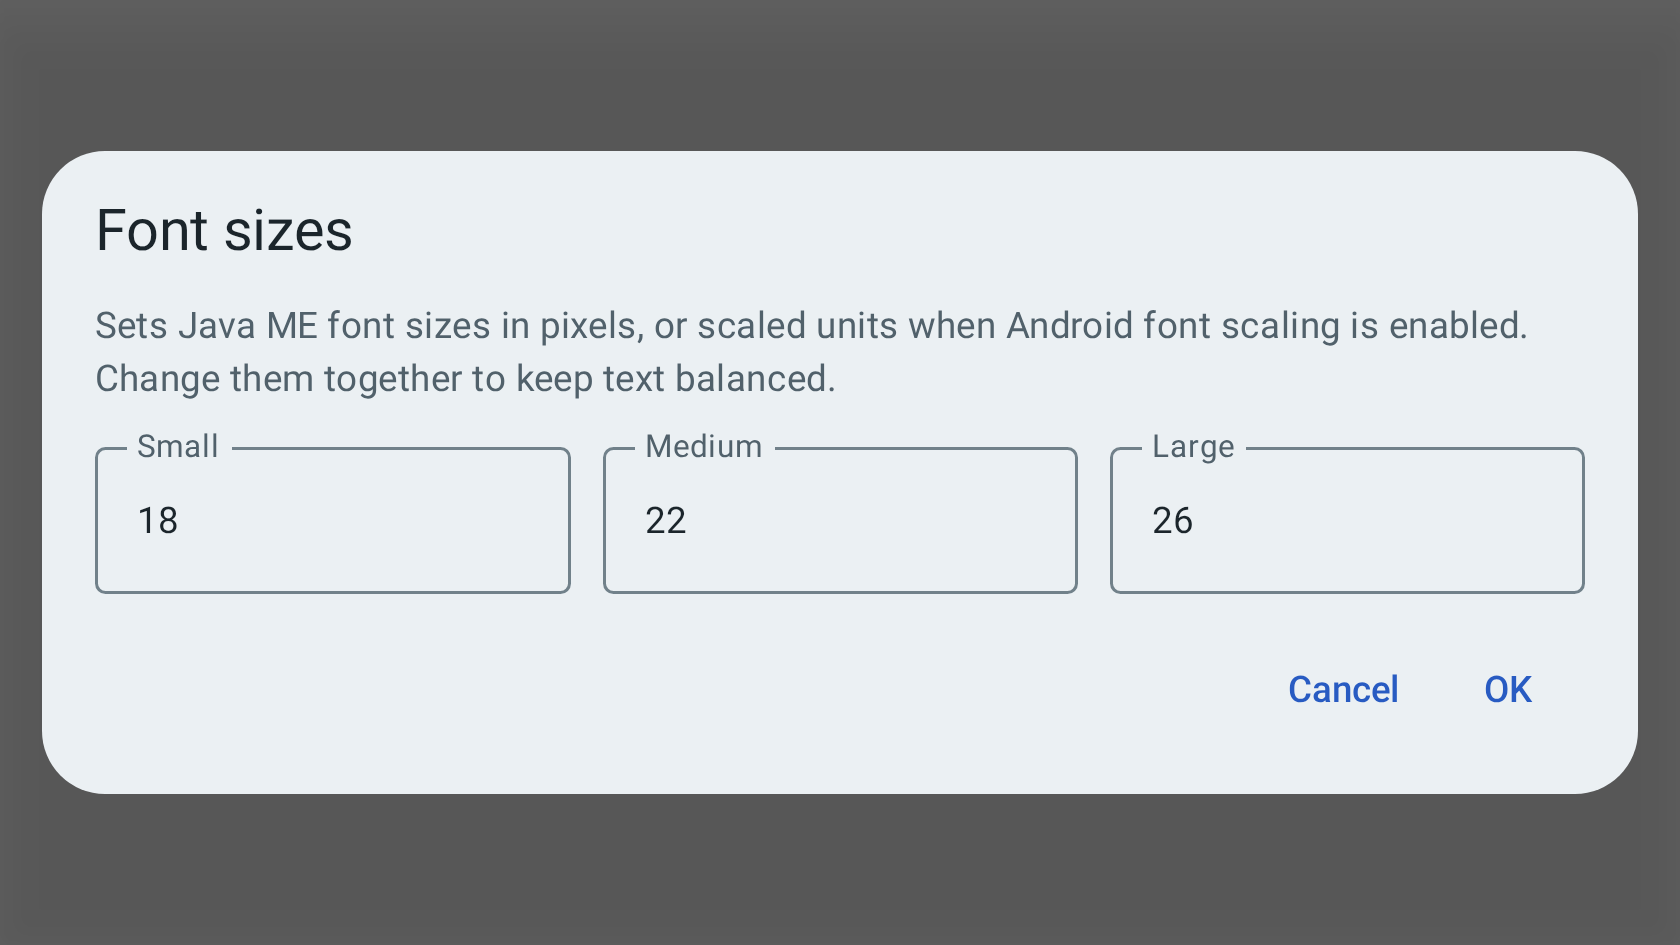 Font sizes
Sets Java ME font sizes in pixels, or scaled units when Android font scaling is enabled.
Change them together to keep text balanced.
Small
Medium
Large
18
22
26
Cancel
OK